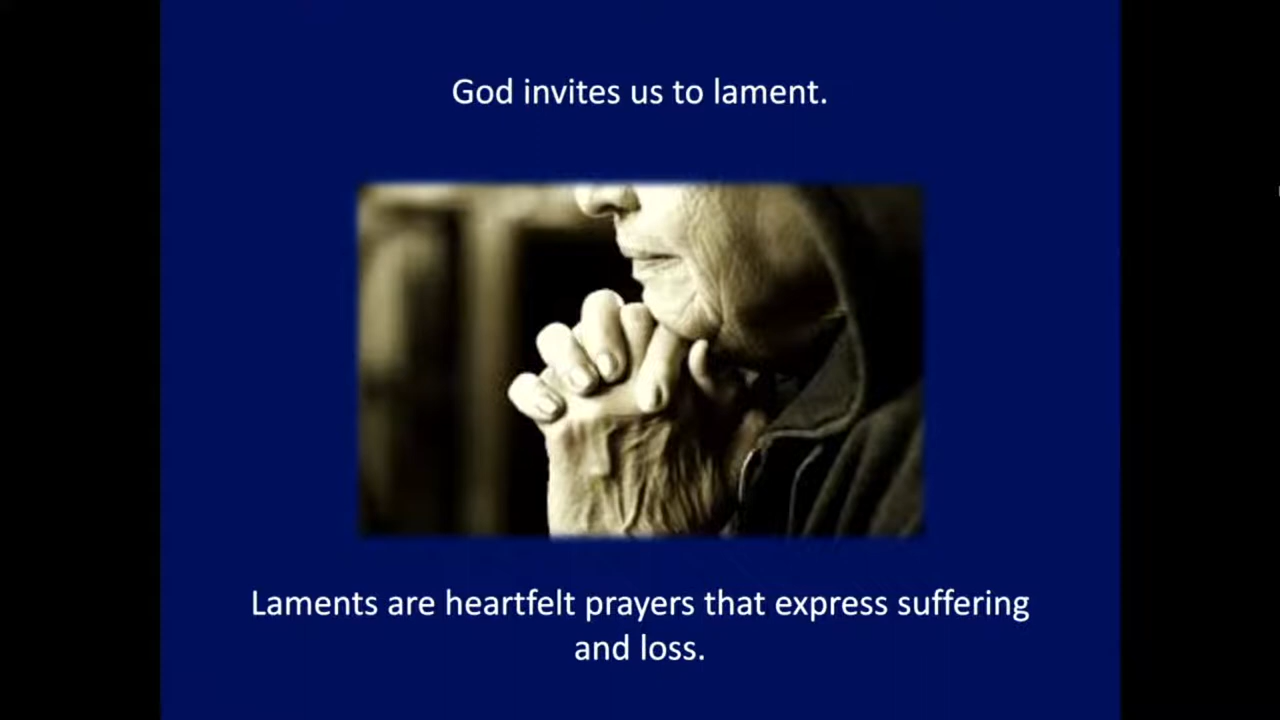 God invites us to lament.
Laments are heartfelt prayers that express suffering
and loss.